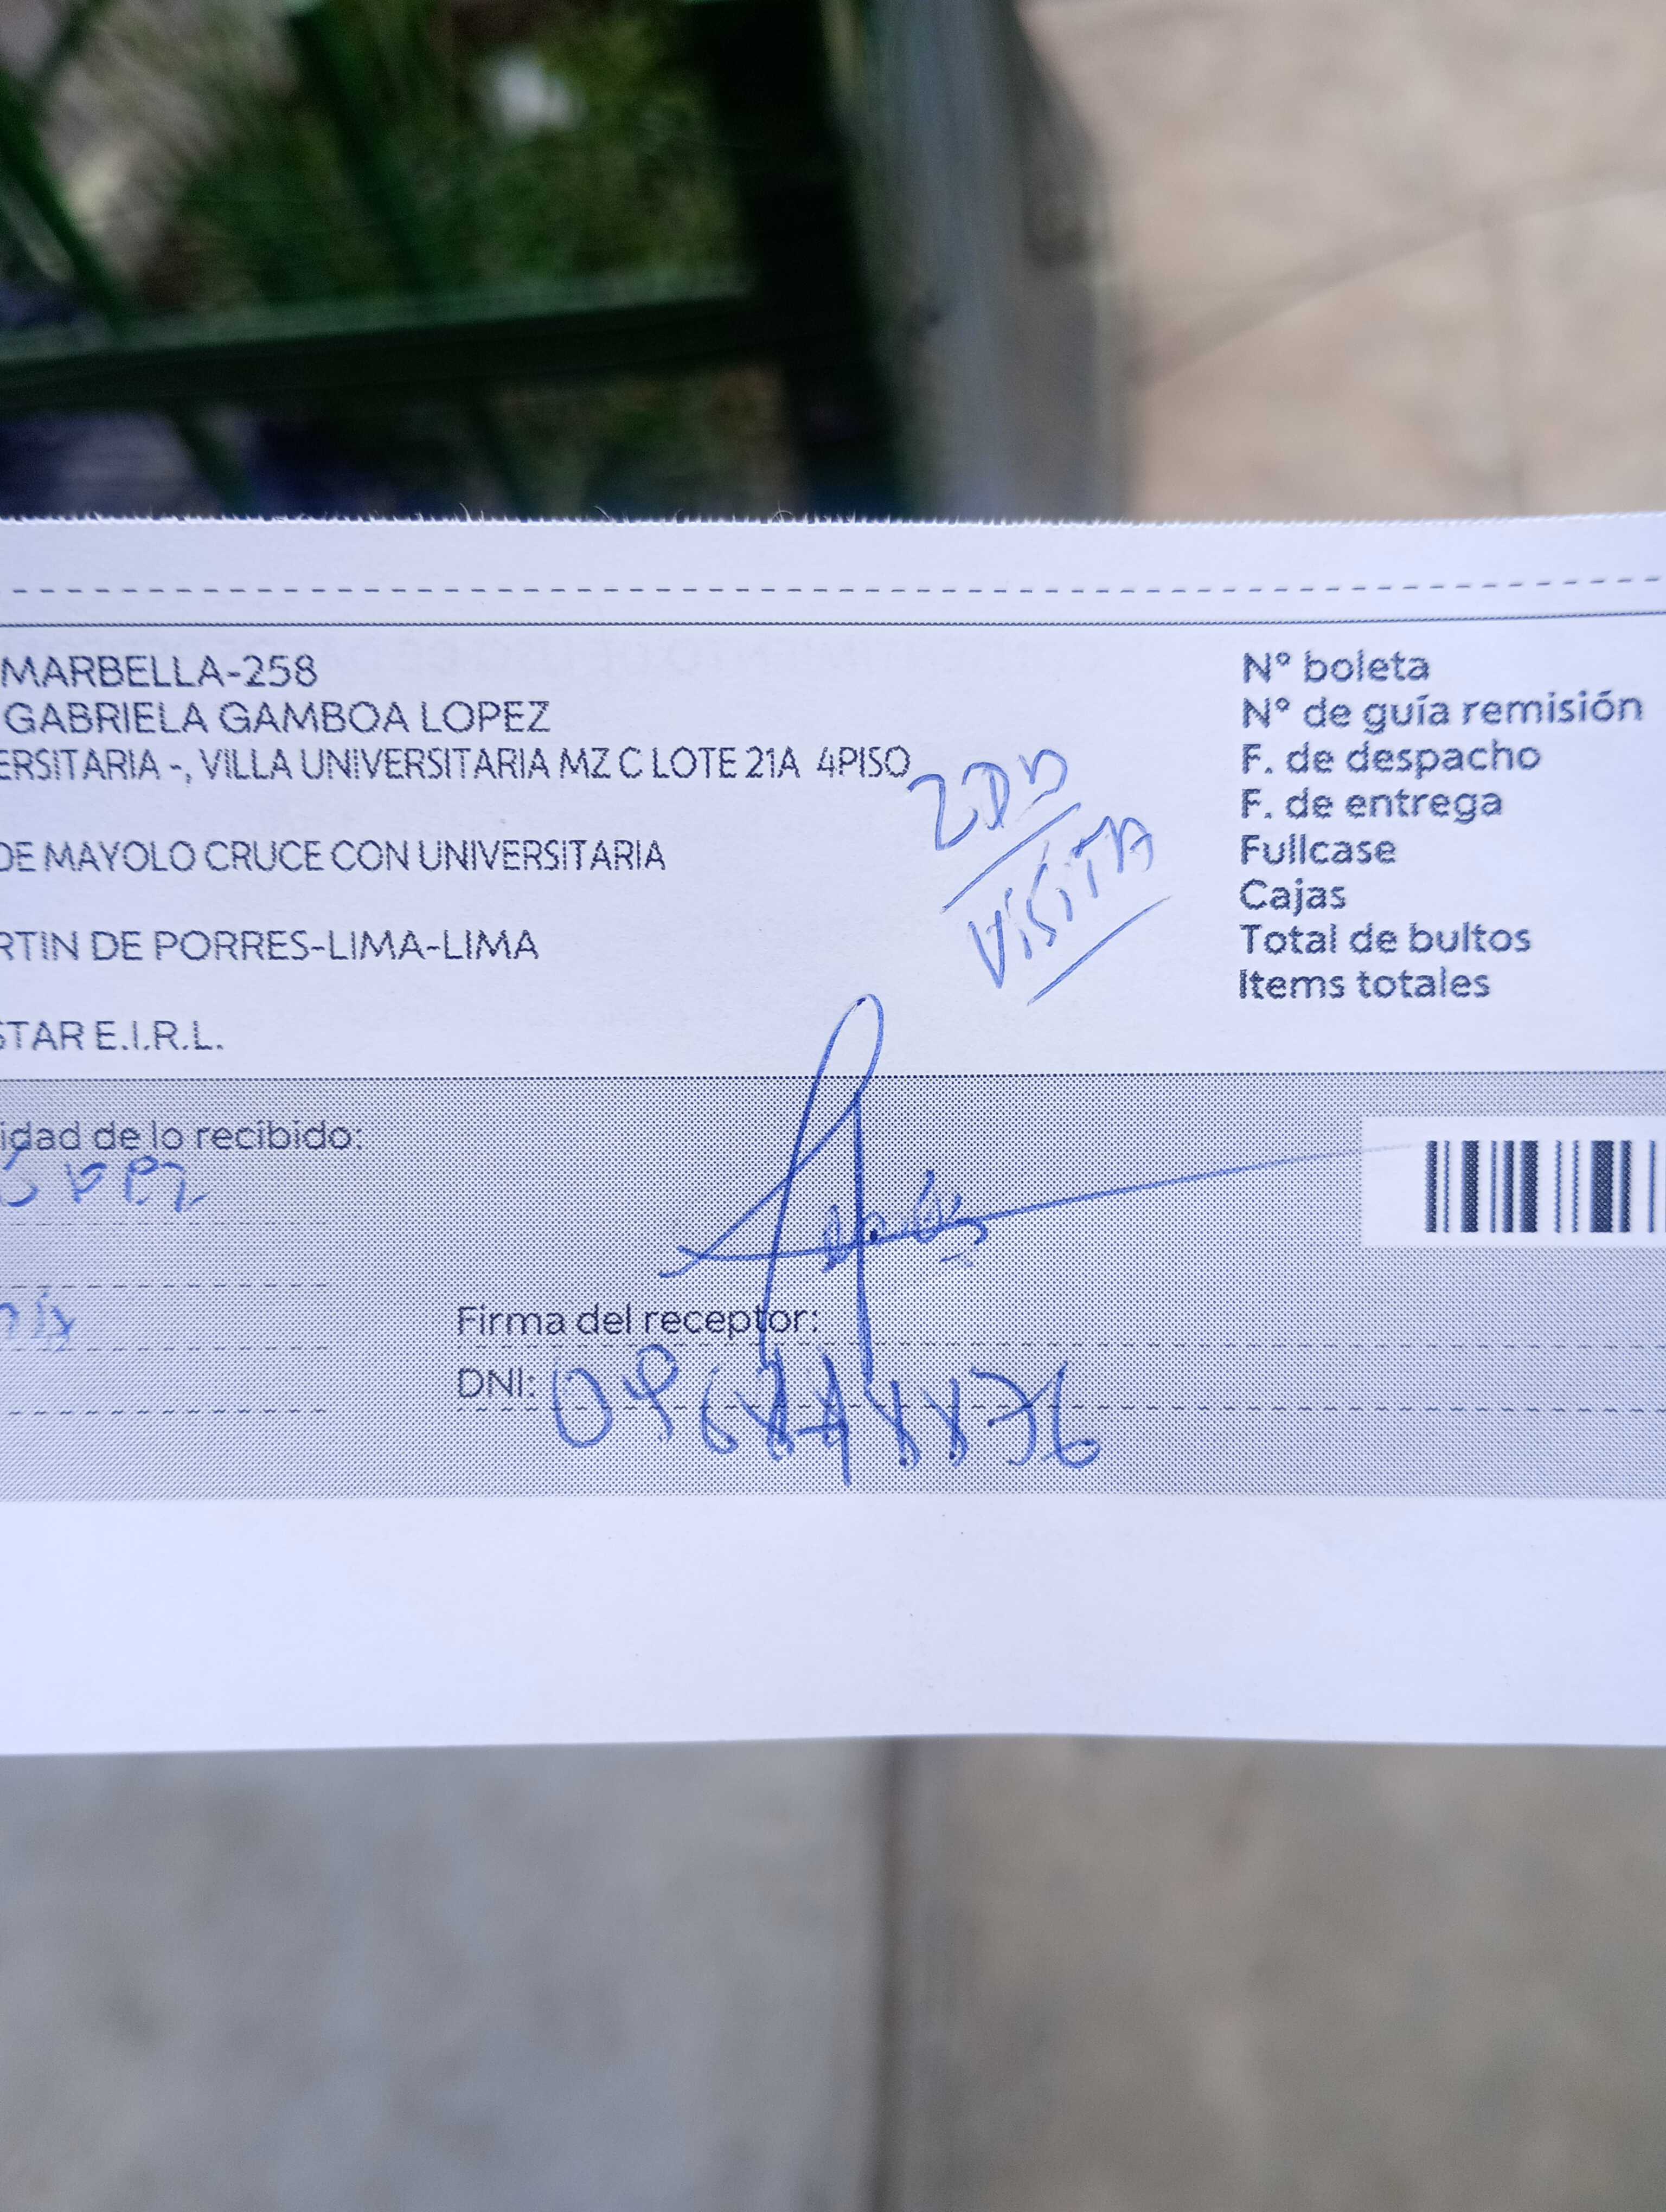 MARBELLA-258
GABRIELA GAMBOA LOPEZ
ERSITARIA -, VILLA UNIVERSITARIA MZ C LOTE 21A 4PISO
DE MAYOLO CRUCE CON UNIVERSITARIA
RTIN DE PORRES-LIMA-LIMA
STAR E.I.R.L.
VISITA
N° boleta
N° de guía remisión
F. de despacho
F. de entrega
Fullcase
Cajas
Total de bultos
Items totales
idad de lo recibido:
Firma del receptor:
DNI: